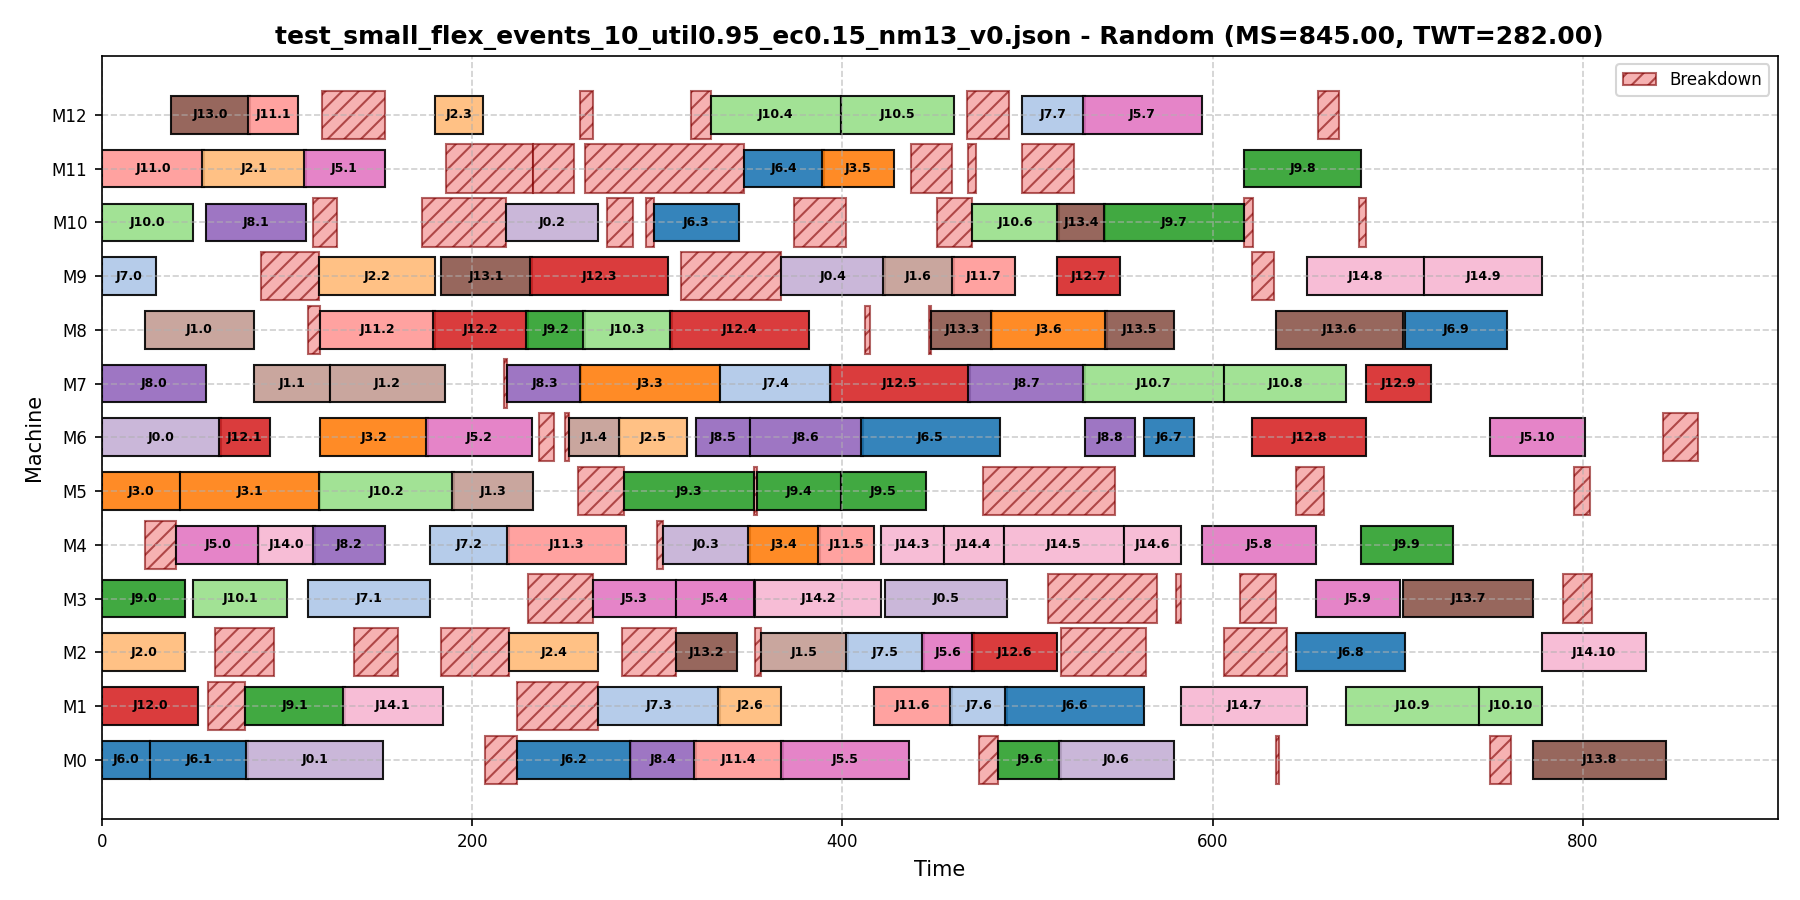 test_small_flex_events_10_util0.95_ec0.15_nm13_v0.json - Random (MS=845.00, TWT=282.00)
Breakdown
M12 J13.0 J11.1 J2.3 J10.4 J10.5 J7.7 J5.7
M11 J11.0 J2.1 J5.1 J6.4 J3.5 J9.8
M10 J10.0 J8.1 J0.2 J6.3 J10.6 J13.4 J9.7
M9 J7.0 J2.2 J13.1 J12.3 J0.4 J1.6 J11.7 J12.7 J14.8 J14.9
M8 J1.0 J11.2 J12.2 J9.2 J10.3 J12.4 J13.3 J3.6 J13.5 J13.6 J6.9
M7 J8.0 J1.1 J1.2 J8.3 J3.3 J7.4 J12.5 J8.7 J10.7 J10.8 J12.9
M6 J0.0 J12.1 J3.2 J5.2 J1.4 J2.5 J8.5 J8.6 J6.5 J8.8 J6.7 J12.8 J5.10
M5 J3.0 J3.1 J10.2 J1.3 J9.3 J9.4 J9.5
M4 J5.0 J14.0 J8.2 J7.2 J11.3 J0.3 J3.4 J11.5 J14.3 J14.4 J14.5 J14.6 J5.8 J9.9
M3 J9.0 J10.1 J7.1 J5.3 J5.4 J14.2 J0.5 J5.9 J13.7
M2 J2.0 J2.4 J13.2 J1.5 J7.5 J5.6 J12.6 J6.8 J14.10
M1 J12.0 J9.1 J14.1 J7.3 J2.6 J11.6 J7.6 J6.6 J14.7 J10.9 J10.10
M0 J6.0 J6.1 J0.1 J6.2 J8.4 J11.4 J5.5 J9.6 J0.6 J13.8
0 200 400 600 800
Time
Machine